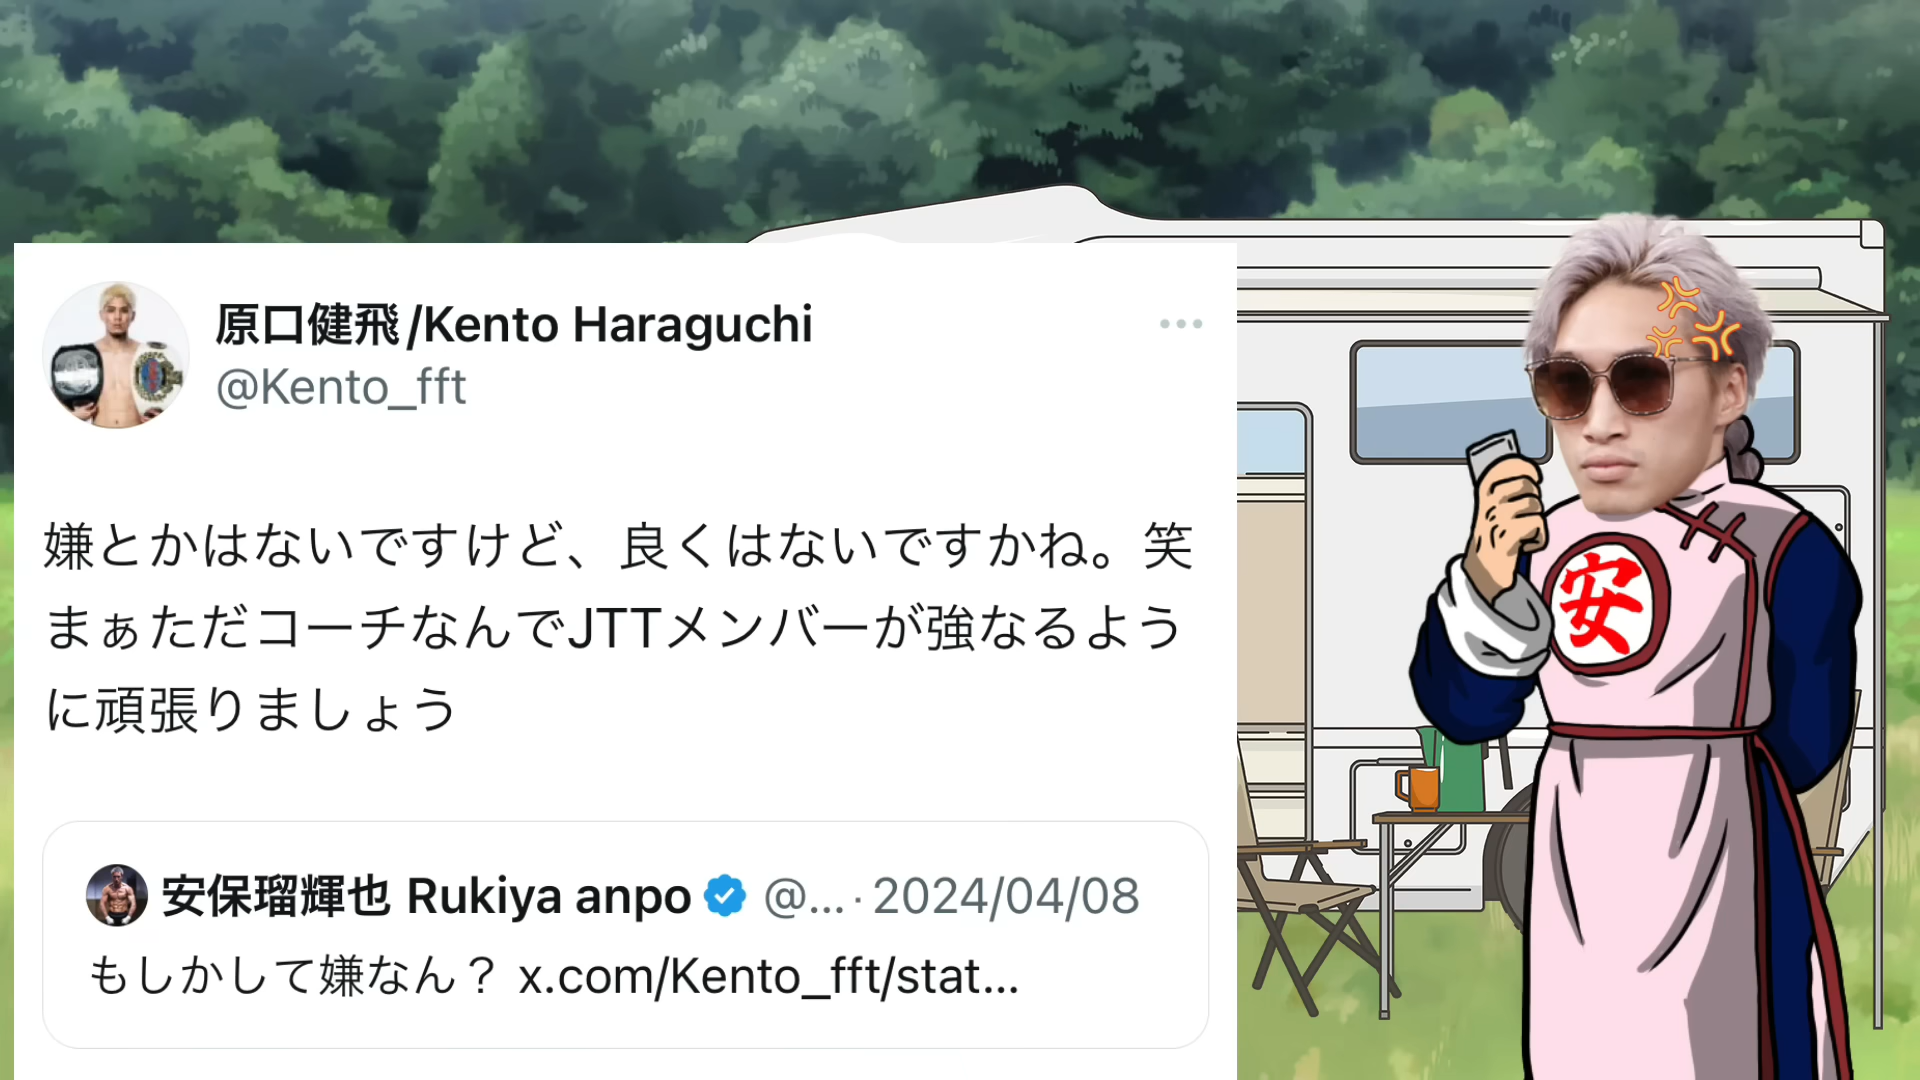 原口健飛/Kento Haraguchi
@Kento_fft
嫌とかはないですけど、良くはないですかね。笑
まぁただコーチなんでJTTメンバーが強なるよう
に頑張りましょう
安保瑠輝也 Rukiya anpo @... · 2024/04/08
もしかして嫌なん？ x.com/Kento_fft/stat...
安